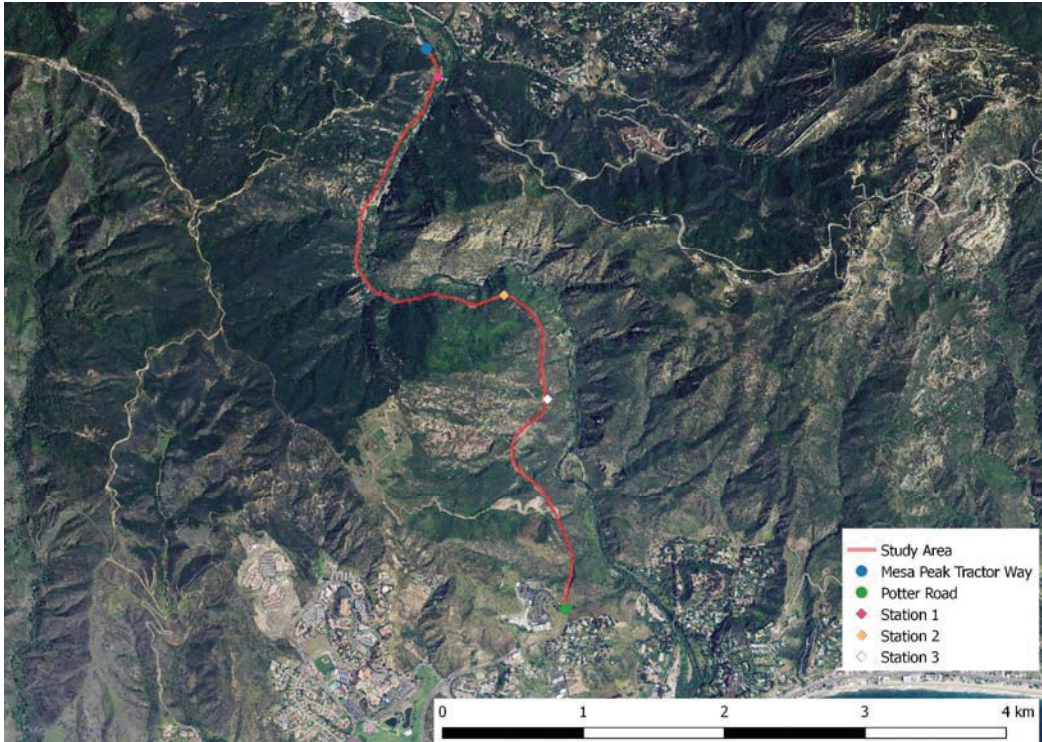 Study Area
Mesa Peak Tractor Way
Potter Road
Station 1
Station 2
Station 3
0 1 2 3 4 km